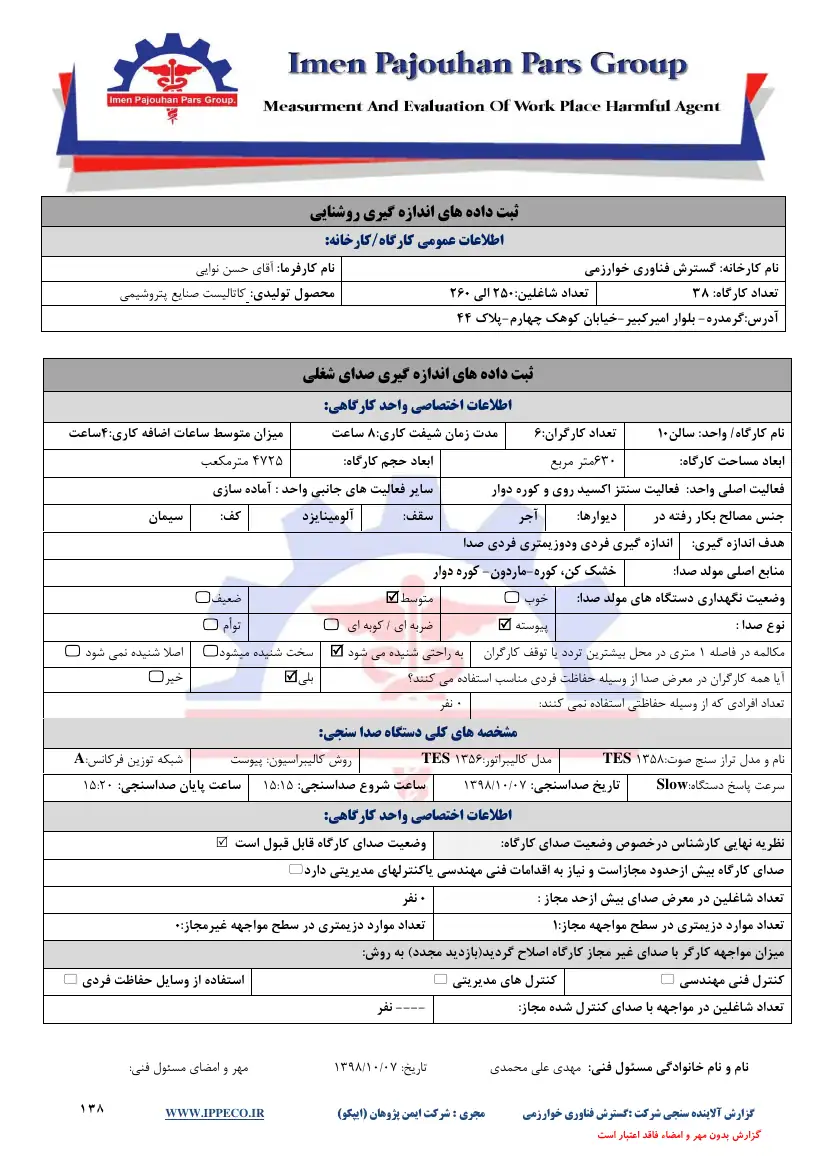 Imen Pajouhan Pars Group
Imen Pajouhan Pars Group.
Measurment And Evaluation Of Work Place Harmful Agent
ثبت داده های اندازه گیری روشنایی
اطلاعات عمومی کارگاه/کارخانه:
نام کارخانه: گسترش فناوری خوارزمی نام کارفرما: آقای حسن نوایی
تعداد کارگاه: ۳۸ تعداد شاغلین:۲۵۰ الی ۲۶۰ محصول تولیدی: کاتالیست صنایع پتروشیمی
آدرس:گرمدره- بلوار امیرکبیر-خیابان کوهک چهارم-پلاک ۴۴
ثبت داده های اندازه گیری صدای شغلی
اطلاعات اختصاصی واحد کارگاهی:
نام کارگاه/ واحد: سالن۱۰ تعداد کارگران:۶ مدت زمان شیفت کاری:۸ ساعت میزان متوسط ساعات اضافه کاری:۴ساعت
ابعاد مساحت کارگاه: ۶۳۰متر مربع ابعاد حجم کارگاه: ۴۷۲۵ مترمکعب
فعالیت اصلی واحد: فعالیت سنتز اکسید روی و کوره دوار سایر فعالیت های جانبی واحد : آماده سازی
جنس مصالح بکار رفته در دیوارها: آجر سقف: آلومینایزد کف: سیمان
هدف اندازه گیری: اندازه گیری فردی ودوزیمتری فردی صدا
منابع اصلی مولد صدا: خشک کن، کوره-ماردون- کوره دوار
وضعیت نگهداری دستگاه های مولد صدا: خوب ☐ متوسط☑ ضعیف☐
نوع صدا : پیوسته ☑ ضربه ای / کوبه ای ☐ توأم ☐
مکالمه در فاصله ۱ متری در محل بیشترین تردد یا توقف کارگران به راحتی شنیده می شود ☑ سخت شنیده میشود☐ اصلا شنیده نمی شود ☐
آیا همه کارگران در معرض صدا از وسیله حفاظت فردی مناسب استفاده می کنند؟ بلی☑ خیر☐
تعداد افرادی که از وسیله حفاظتی استفاده نمی کنند: ۰ نفر
مشخصه های کلی دستگاه صدا سنجی:
نام و مدل تراز سنج صوت:TES ۱۳۵۸ مدل کالیبراتور:TES ۱۳۵۶ روش کالیبراسیون: پیوست شبکه توزین فرکانس:A
سرعت پاسخ دستگاه:Slow تاریخ صداسنجی: ۱۳۹۸/۱۰/۰۷ ساعت شروع صداسنجی: ۱۵:۱۵ ساعت پایان صداسنجی: ۱۵:۲۰
اطلاعات اختصاصی واحد کارگاهی:
نظریه نهایی کارشناس درخصوص وضعیت صدای کارگاه: وضعیت صدای کارگاه قابل قبول است ☑
صدای کارگاه بیش ازحدود مجازاست و نیاز به اقدامات فنی مهندسی یاکنترلهای مدیریتی دارد☐
تعداد شاغلین در معرض صدای بیش ازحد مجاز : ۰ نفر
تعداد موارد دزیمتری در سطح مواجهه مجاز:۱ تعداد موارد دزیمتری در سطح مواجهه غیرمجاز:۰
میزان مواجهه کارگر با صدای غیر مجاز کارگاه اصلاح گردید(بازدید مجدد) به روش:
کنترل فنی مهندسی ☐ کنترل های مدیریتی ☐ استفاده از وسایل حفاظت فردی ☐
تعداد شاغلین در مواجهه با صدای کنترل شده مجاز: ---- نفر
نام و نام خانوادگی مسئول فنی: مهدی علی محمدی تاریخ: ۱۳۹۸/۱۰/۰۷ مهر و امضای مسئول فنی:
گزارش آلاینده سنجی شرکت :گسترش فناوری خوارزمی مجری : شرکت ایمن پژوهان (ایپکو) WWW.IPPECO.IR ۱۳۸
گزارش بدون مهر و امضاء فاقد اعتبار است